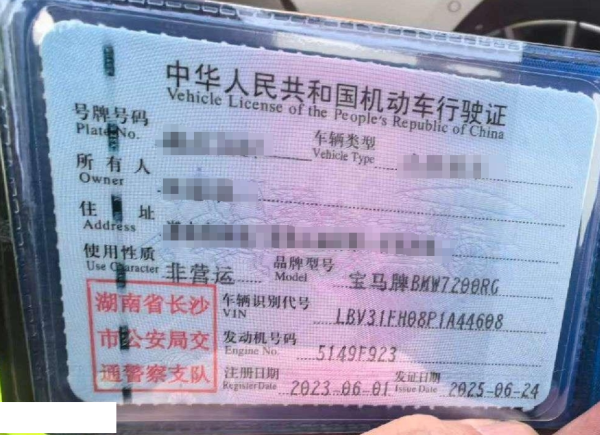 中华人民共和国机动车行驶证
Vehicle License of the People's Republic of China
号牌号码
Plate No.
车辆类型
Vehicle Type
所有人
Owner
住址
Address
使用性质 非营运
Use Character
品牌型号 宝马牌BMW7200RG
Model
湖南省长沙
市公安局交
通警察支队
车辆识别代号 LBV31FH08P1A44608
VIN
发动机号码 5149F923
Engine No.
注册日期 2023-06-01
Register Date
发证日期 2025-06-24
Issue Date